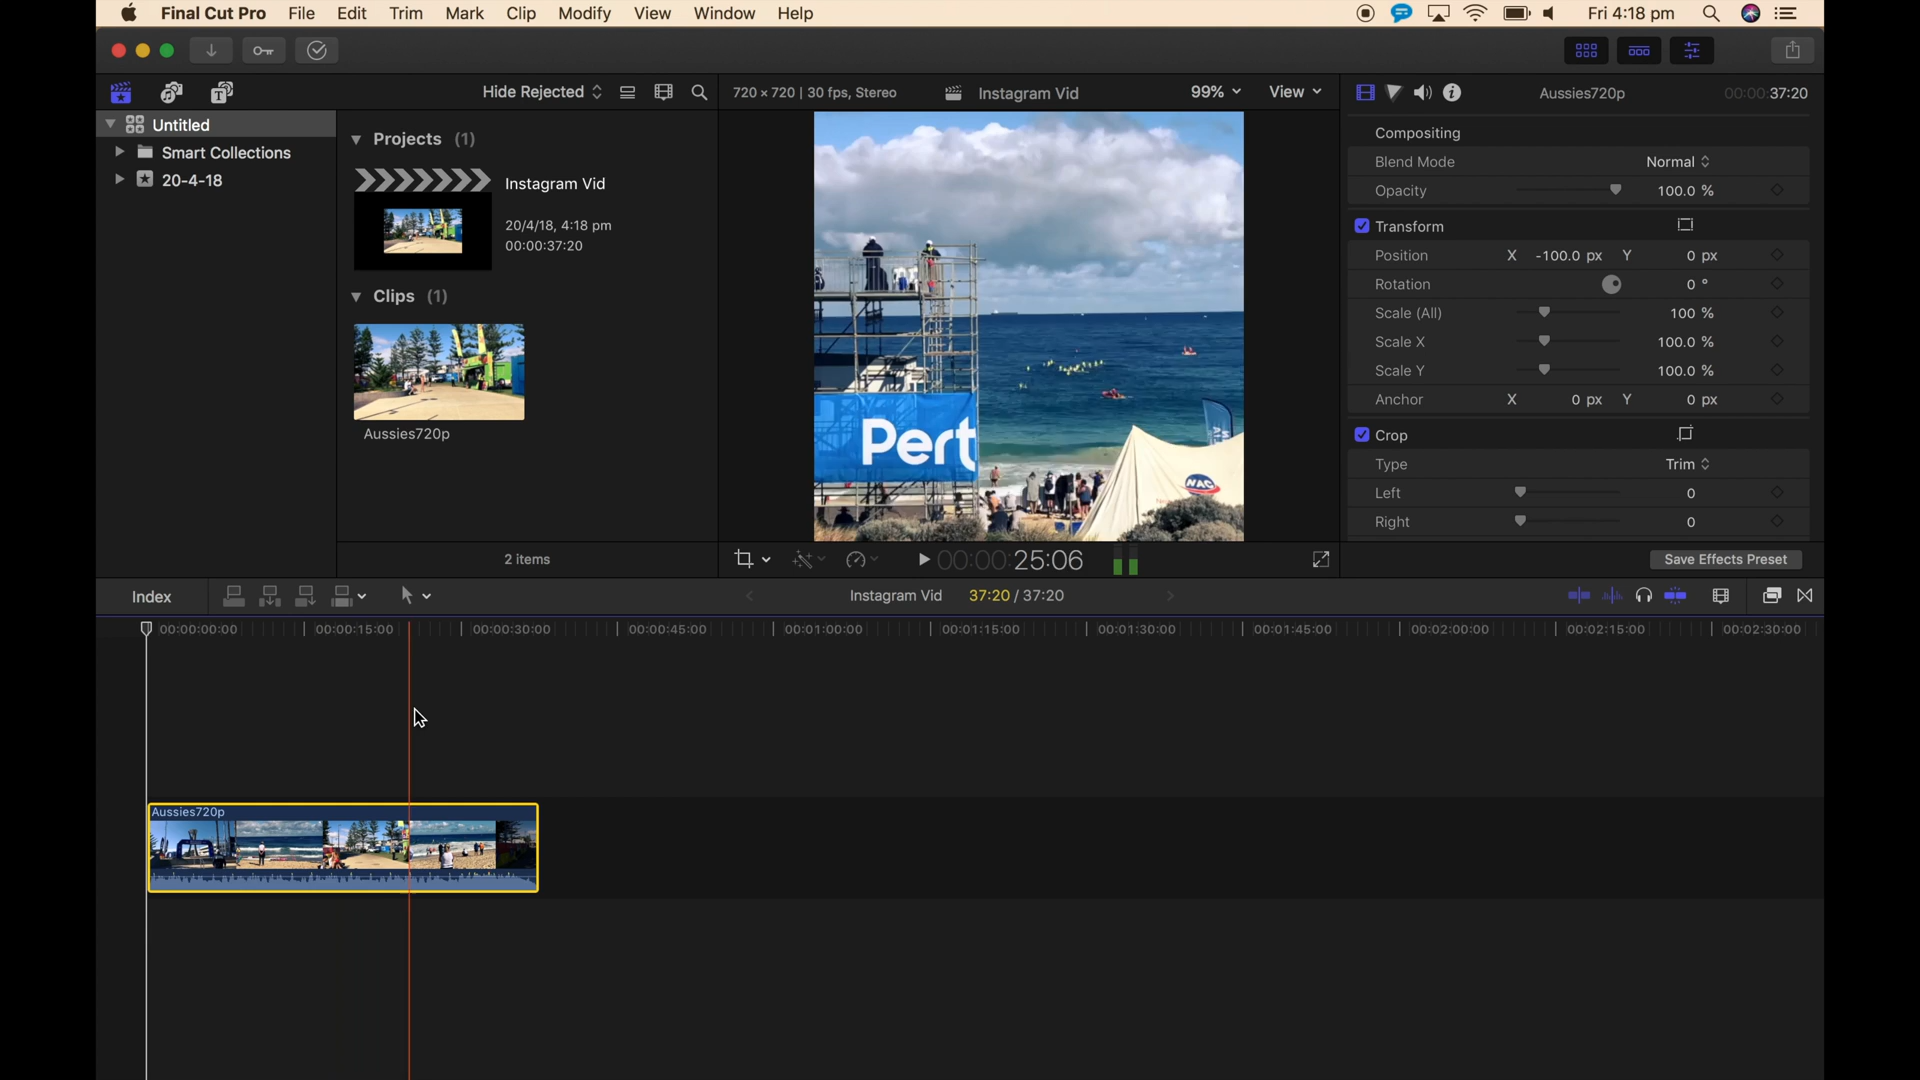 Final Cut Pro File Edit Trim Mark Clip Modify View Window Help Fri 4:18 pm
Hide Rejected 720 × 720 | 30 fps, Stereo Instagram Vid 99% View Aussies720p 00:00:37:20
Untitled
Smart Collections
20-4-18
Projects (1)
Instagram Vid
20/4/18, 4:18 pm
00:00:37:20
Clips (1)
Aussies720p
2 items
Pert
NAC
00:00:00:25:06
Compositing
Blend Mode Normal
Opacity 100.0 %
Transform
Position X -100.0 px Y 0 px
Rotation 0 °
Scale (All) 100 %
Scale X 100.0 %
Scale Y 100.0 %
Anchor X 0 px Y 0 px
Crop
Type Trim
Left 0
Right 0
Save Effects Preset
Index Instagram Vid 37:20 / 37:20
00:00:00:00 00:00:15:00 00:00:30:00 00:00:45:00 00:01:00:00 00:01:15:00 00:01:30:00 00:01:45:00 00:02:00:00 00:02:15:00 00:02:30:00
Aussies720p